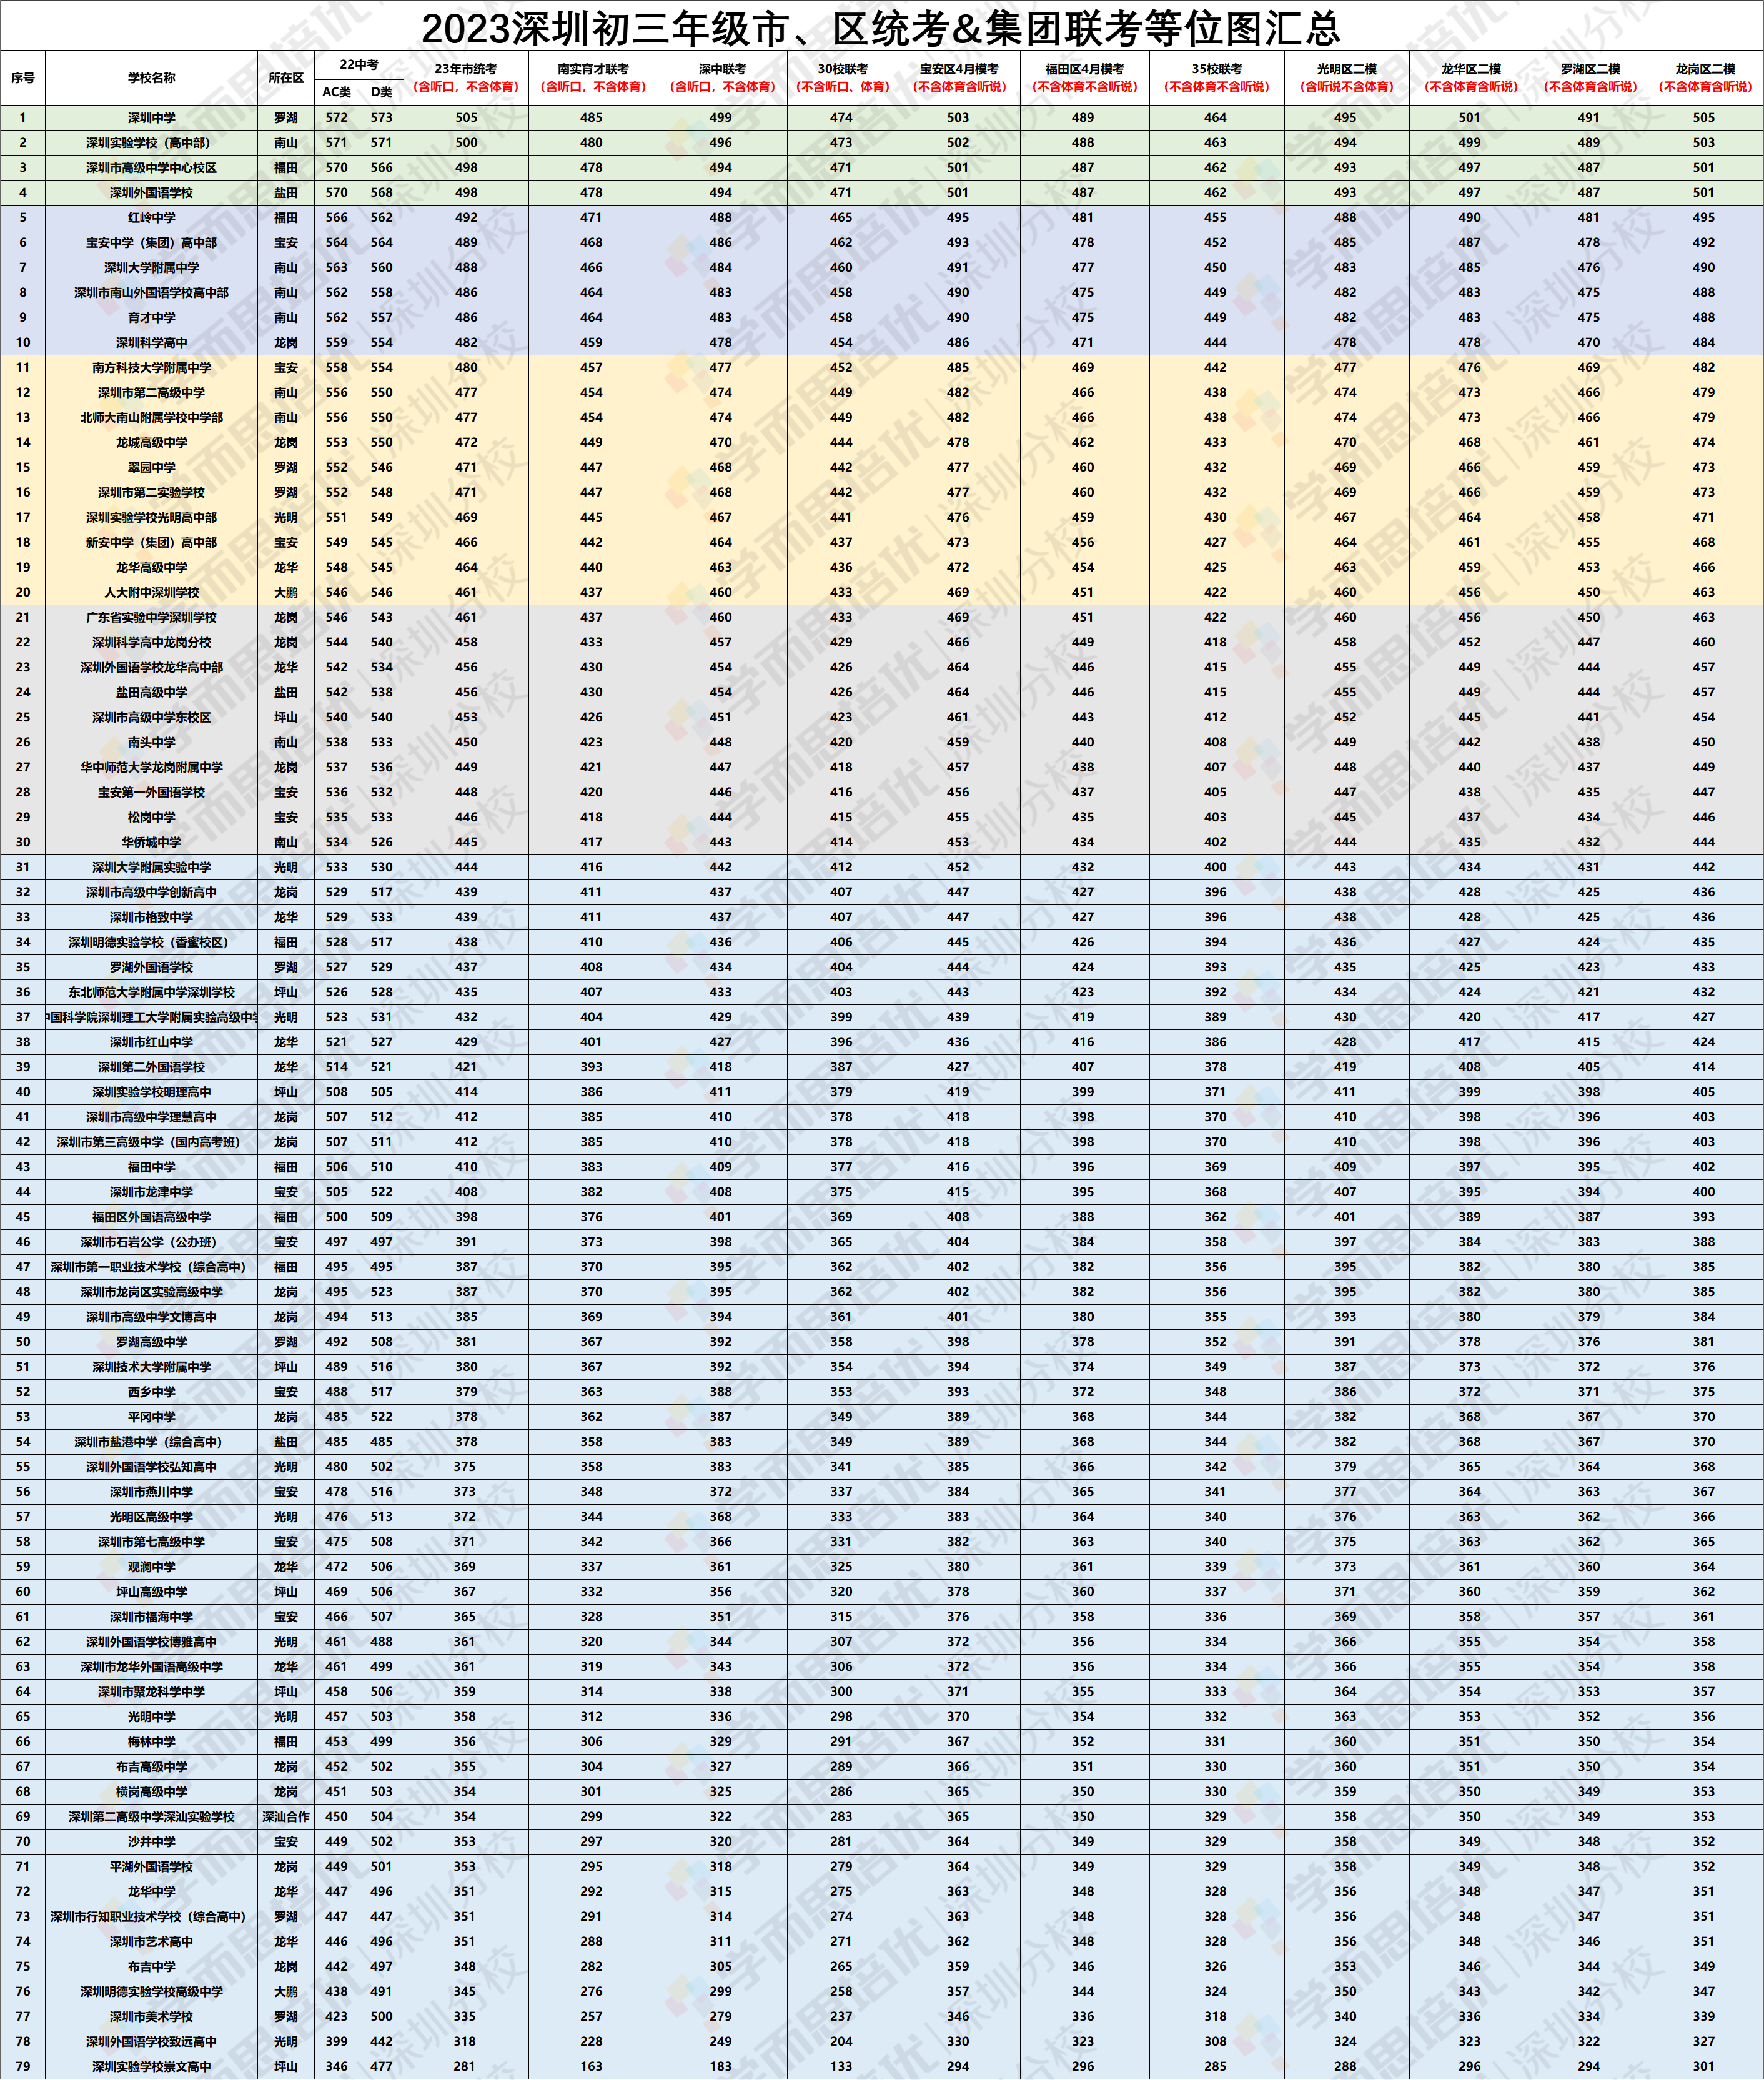 2023深圳初三年级市、区统考&集团联考等位图汇总
序号 学校名称 所在区 22中考 AC类 D类 23年市统考 南实育才联考 深中联考 30校联考 宝安区4月模考 福田区4月模考 35校联考 光明区二模 龙华区二模 罗湖区二模 龙岗区二模
(含听口，不含体育) (含听口，不含体育) (含听口，不含体育) (不含听口、体育) (不含体育含听说) (不含体育不含听说) (不含体育不含听说) (含听说不含体育) (不含体育含听说) (不含体育含听说) (不含体育含听说)
1 深圳中学 罗湖 572 573 505 485 499 474 503 489 464 495 501 491 505
2 深圳实验学校（高中部） 南山 571 571 500 480 496 473 502 488 463 494 499 489 503
3 深圳市高级中学中心校区 福田 570 566 498 478 494 471 501 487 462 493 497 487 501
4 深圳外国语学校 盐田 570 568 498 478 494 471 501 487 462 493 497 487 501
5 红岭中学 福田 566 562 492 471 488 465 495 481 455 488 490 481 495
6 宝安中学（集团）高中部 宝安 564 564 489 468 486 462 493 478 452 485 487 478 492
7 深圳大学附属中学 南山 563 560 488 466 484 460 491 477 450 483 485 476 490
8 深圳市南山外国语学校高中部 南山 562 558 486 464 483 458 490 475 449 482 483 475 488
9 育才中学 南山 562 557 486 464 483 458 490 475 449 482 483 475 488
10 深圳科学高中 龙岗 559 554 482 459 478 454 486 471 444 478 478 470 484
11 南方科技大学附属中学 宝安 558 554 480 457 477 452 485 469 442 477 476 469 482
12 深圳市第二高级中学 南山 556 550 477 454 474 449 482 466 438 474 473 466 479
13 北师大南山附属学校中学部 南山 556 550 477 454 474 449 482 466 438 474 473 466 479
14 龙城高级中学 龙岗 553 550 472 449 470 444 478 462 433 470 468 461 474
15 翠园中学 罗湖 552 546 471 447 468 442 477 460 432 469 466 459 473
16 深圳市第二实验学校 罗湖 552 548 471 447 468 442 477 460 432 469 466 459 473
17 深圳实验学校光明高中部 光明 551 549 469 445 467 441 476 459 430 467 464 458 471
18 新安中学（集团）高中部 宝安 549 545 466 442 464 437 473 456 427 464 461 455 468
19 龙华高级中学 龙华 548 545 464 440 463 436 472 454 425 463 459 453 466
20 人大附中深圳学校 大鹏 546 546 461 437 460 433 469 451 422 460 456 450 463
21 广东省实验中学深圳学校 龙岗 546 543 461 437 460 433 469 451 422 460 456 450 463
22 深圳科学高中龙岗分校 龙岗 544 540 458 433 457 429 466 449 418 458 452 447 460
23 深圳外国语学校龙华高中部 龙华 542 534 456 430 454 426 464 446 415 455 449 444 457
24 盐田高级中学 盐田 542 538 456 430 454 426 464 446 415 455 449 444 457
25 深圳市高级中学东校区 坪山 540 540 453 426 451 423 461 443 412 452 445 441 454
26 南头中学 南山 538 533 450 423 448 420 459 440 408 449 442 438 450
27 华中师范大学龙岗附属中学 龙岗 537 536 449 421 447 418 457 438 407 448 440 437 449
28 宝安第一外国语学校 宝安 536 532 448 420 446 416 456 437 405 447 438 435 447
29 松岗中学 宝安 535 533 446 418 444 415 455 435 403 445 437 434 446
30 华侨城中学 南山 534 526 445 417 443 414 453 434 402 444 435 432 444
31 深圳大学附属实验中学 光明 533 530 444 416 442 412 452 432 400 443 434 431 442
32 深圳市高级中学创新高中 龙岗 529 517 439 411 437 407 447 427 396 438 428 425 436
33 深圳市格致中学 龙华 529 533 439 411 437 407 447 427 396 438 428 425 436
34 深圳明德实验学校（香蜜校区） 福田 528 517 438 410 436 406 445 426 394 436 427 424 435
35 罗湖外国语学校 罗湖 527 529 437 408 434 404 444 424 393 435 425 423 433
36 东北师范大学附属中学深圳学校 坪山 526 528 435 407 433 403 443 423 392 434 424 421 432
37 中国科学院深圳理工大学附属实验高级中学 光明 523 531 432 404 429 399 439 419 389 430 420 417 427
38 深圳市红山中学 龙华 521 527 429 401 427 396 436 416 386 428 417 415 424
39 深圳第二外国语学校 龙华 514 521 421 393 418 387 427 407 378 419 408 405 414
40 深圳实验学校明理高中 坪山 508 505 414 386 411 379 419 399 371 411 399 398 405
41 深圳市高级中学理慧高中 龙岗 507 512 412 385 410 378 418 398 370 410 398 396 403
42 深圳市第三高级中学（国内高考班） 龙岗 507 511 412 385 410 378 418 398 370 410 398 396 403
43 福田中学 福田 506 510 410 383 409 377 416 396 369 409 397 395 402
44 深圳市龙津中学 宝安 505 522 408 382 408 375 415 395 368 407 395 394 400
45 福田区外国语高级中学 福田 500 509 398 376 401 369 408 388 362 401 389 387 393
46 深圳市石岩公学（公办班） 宝安 497 497 391 373 398 365 404 384 358 397 384 383 388
47 深圳市第一职业技术学校（综合高中） 福田 495 495 387 370 395 362 402 382 356 395 382 380 385
48 深圳市龙岗区实验高级中学 龙岗 495 523 387 370 395 362 402 382 356 395 382 380 385
49 深圳市高级中学文博高中 龙岗 494 513 385 369 394 361 401 380 355 393 380 379 384
50 罗湖高级中学 罗湖 492 508 381 367 392 358 398 378 352 391 378 376 381
51 深圳技术大学附属中学 坪山 489 516 380 367 392 354 394 374 349 387 373 372 376
52 西乡中学 宝安 488 517 379 363 388 353 393 372 348 386 372 371 375
53 平冈中学 龙岗 485 522 378 362 387 349 389 368 344 382 368 367 370
54 深圳市盐港中学（综合高中） 盐田 485 485 378 358 383 349 389 368 344 382 368 367 370
55 深圳外国语学校弘知高中 光明 480 502 375 358 383 341 385 366 342 379 365 364 368
56 深圳市燕川中学 宝安 478 516 373 348 372 337 384 365 341 377 364 363 367
57 光明区高级中学 光明 476 513 372 344 368 333 383 364 340 376 363 362 366
58 深圳市第七高级中学 宝安 475 508 371 342 366 331 382 363 340 375 363 362 365
59 观澜中学 龙华 472 506 369 337 361 325 380 361 339 373 361 360 364
60 坪山高级中学 坪山 469 506 367 332 356 320 378 360 337 371 360 359 362
61 深圳市福海中学 宝安 466 507 365 328 351 315 376 358 336 369 358 357 361
62 深圳外国语学校博雅高中 光明 461 488 361 320 344 307 372 356 334 366 355 354 358
63 深圳市龙华外国语高级中学 龙华 461 499 361 319 343 306 372 356 334 366 355 354 358
64 深圳市聚龙科学中学 坪山 458 506 359 314 338 300 371 355 333 364 354 353 357
65 光明中学 光明 457 503 358 312 336 298 370 354 332 363 353 352 356
66 梅林中学 福田 453 499 356 306 329 291 367 352 331 360 351 350 354
67 布吉高级中学 龙岗 452 502 355 304 327 289 366 351 330 360 351 350 354
68 横岗高级中学 龙岗 451 503 354 301 325 286 365 350 330 359 350 349 353
69 深圳第二高级中学深汕实验学校 深汕合作 450 504 354 299 322 283 365 350 329 358 350 349 353
70 沙井中学 宝安 449 502 353 297 320 281 364 349 329 358 349 348 352
71 平湖外国语学校 龙岗 449 501 353 295 318 279 364 349 329 358 349 348 352
72 龙华中学 龙华 447 496 351 292 315 275 363 348 328 356 348 347 351
73 深圳市行知职业技术学校（综合高中） 罗湖 447 447 351 291 314 274 363 348 328 356 348 347 351
74 深圳市艺术高中 龙华 446 496 351 288 311 271 362 348 328 356 348 346 351
75 布吉中学 龙岗 442 497 348 282 305 265 359 346 326 353 346 344 349
76 深圳明德实验学校高级中学 大鹏 438 491 345 276 299 258 357 344 324 350 343 342 347
77 深圳市美术学校 罗湖 423 500 335 257 279 237 346 336 318 340 336 334 339
78 深圳外国语学校致远高中 光明 399 442 318 228 249 204 330 323 308 324 323 322 327
79 深圳实验学校崇文高中 坪山 346 477 281 163 183 133 294 296 285 288 296 294 301
学而思培优|深圳分校